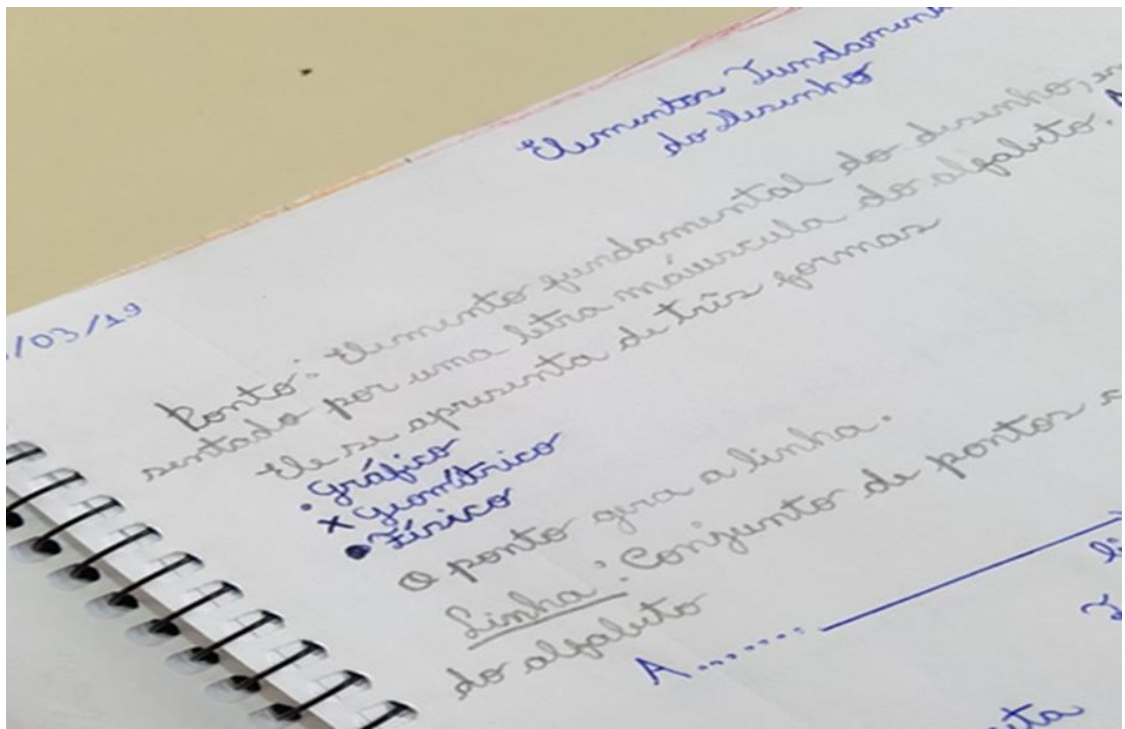 Elementos Fundamen
do desenho
/03/19
Ponto: Elemento fundamental do desenho,
sentado por uma letra máuscula do alfabeto. A
Ele se apresenta de três formas
• Gráfico
x Geométrico
• Físico
O ponto gera a linha.
Linha: Conjunto de pontos
do alfabeto
A .......